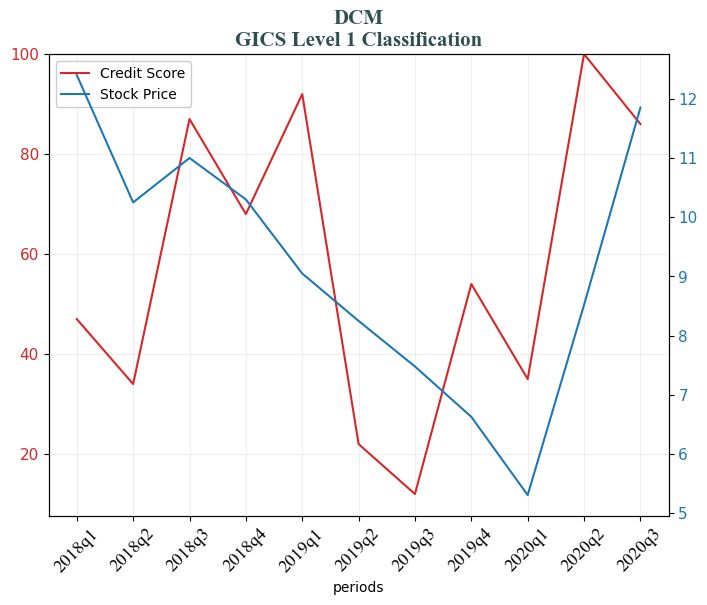 DCM
GICS Level 1 Classification
Credit Score
Stock Price
100
80
60
40
20
12
11
10
9
8
7
6
5
2018q1
2018q2
2018q3
2018q4
2019q1
2019q2
2019q3
2019q4
2020q1
2020q2
2020q3
periods